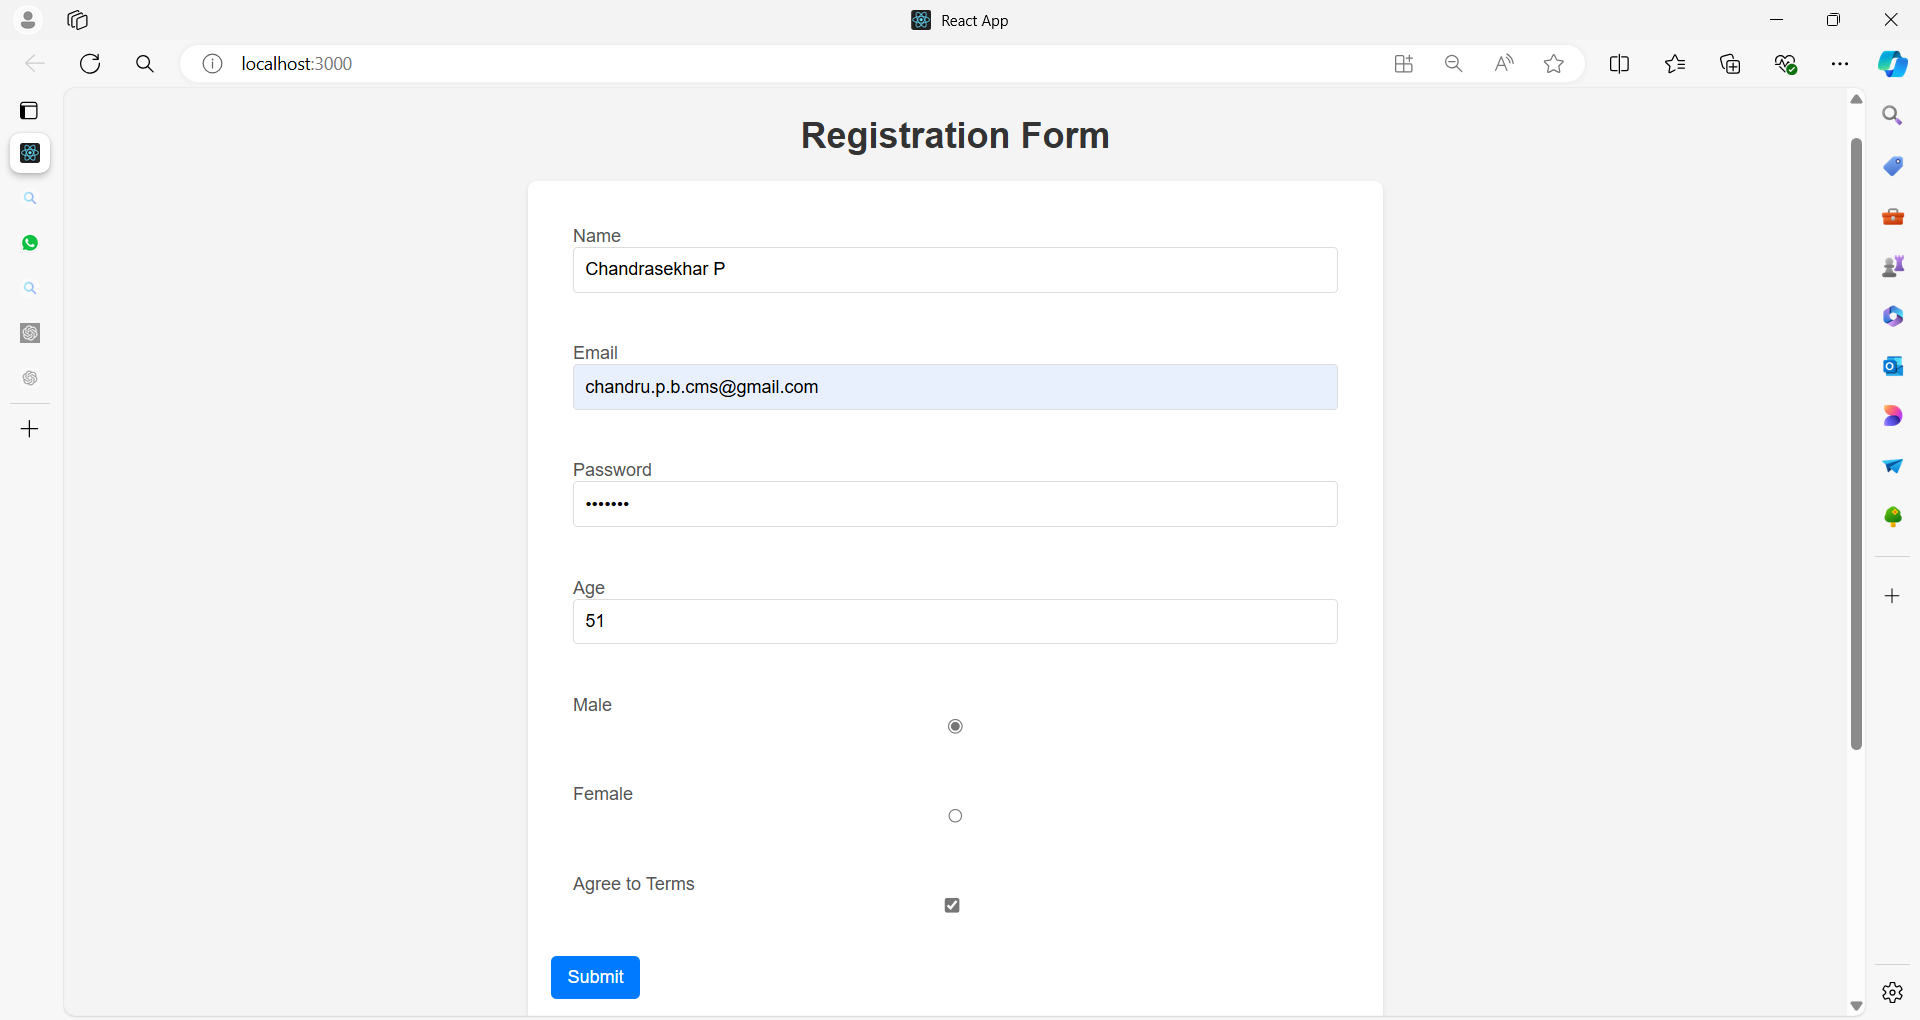 React App
localhost:3000
Registration Form
Name
Chandrasekhar P
Email
chandru.p.b.cms@gmail.com
Password
•••••••
Age
51
Male
Female
Agree to Terms
Submit